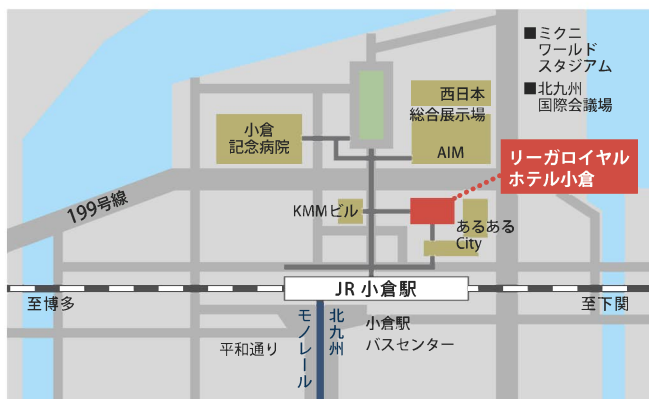 ■ミクニ
ワールド
スタジアム
■北九州
国際会議場
西日本
総合展示場
小倉
記念病院
AIM
リーガロイヤル
ホテル小倉
199号線
KMMビル
あるある
City
JR 小倉駅
至博多
至下関
北九州
モノレール
小倉駅
バスセンター
平和通り